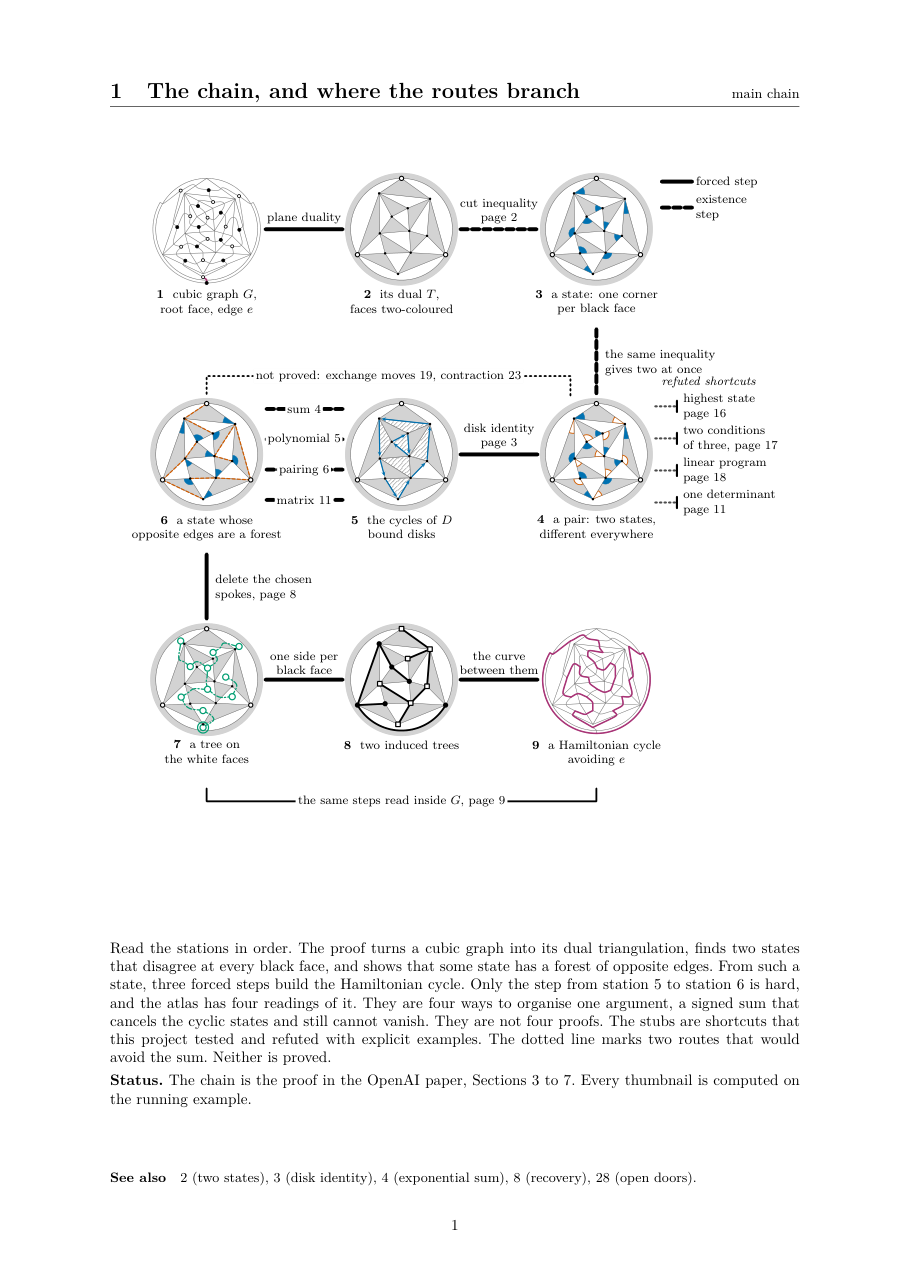 1 The chain, and where the routes branch
main chain
forced step
existence
step
plane duality
cut inequality
page 2
1 cubic graph G,
root face, edge e
2 its dual T,
faces two-coloured
3 a state: one corner
per black face
the same inequality
gives two at once
not proved: exchange moves 19, contraction 23
refuted shortcuts
highest state
page 16
two conditions
of three, page 17
linear program
page 18
one determinant
page 11
sum 4
polynomial 5
pairing 6
matrix 11
disk identity
page 3
6 a state whose
opposite edges are a forest
5 the cycles of D
bound disks
4 a pair: two states,
different everywhere
delete the chosen
spokes, page 8
one side per
black face
the curve
between them
7 a tree on
the white faces
8 two induced trees
9 a Hamiltonian cycle
avoiding e
the same steps read inside G, page 9
Read the stations in order. The proof turns a cubic graph into its dual triangulation, finds two states
that disagree at every black face, and shows that some state has a forest of opposite edges. From such a
state, three forced steps build the Hamiltonian cycle. Only the step from station 5 to station 6 is hard,
and the atlas has four readings of it. They are four ways to organise one argument, a signed sum that
cancels the cyclic states and still cannot vanish. They are not four proofs. The stubs are shortcuts that
this project tested and refuted with explicit examples. The dotted line marks two routes that would
avoid the sum. Neither is proved.
Status. The chain is the proof in the OpenAI paper, Sections 3 to 7. Every thumbnail is computed on
the running example.
See also 2 (two states), 3 (disk identity), 4 (exponential sum), 8 (recovery), 28 (open doors).
1